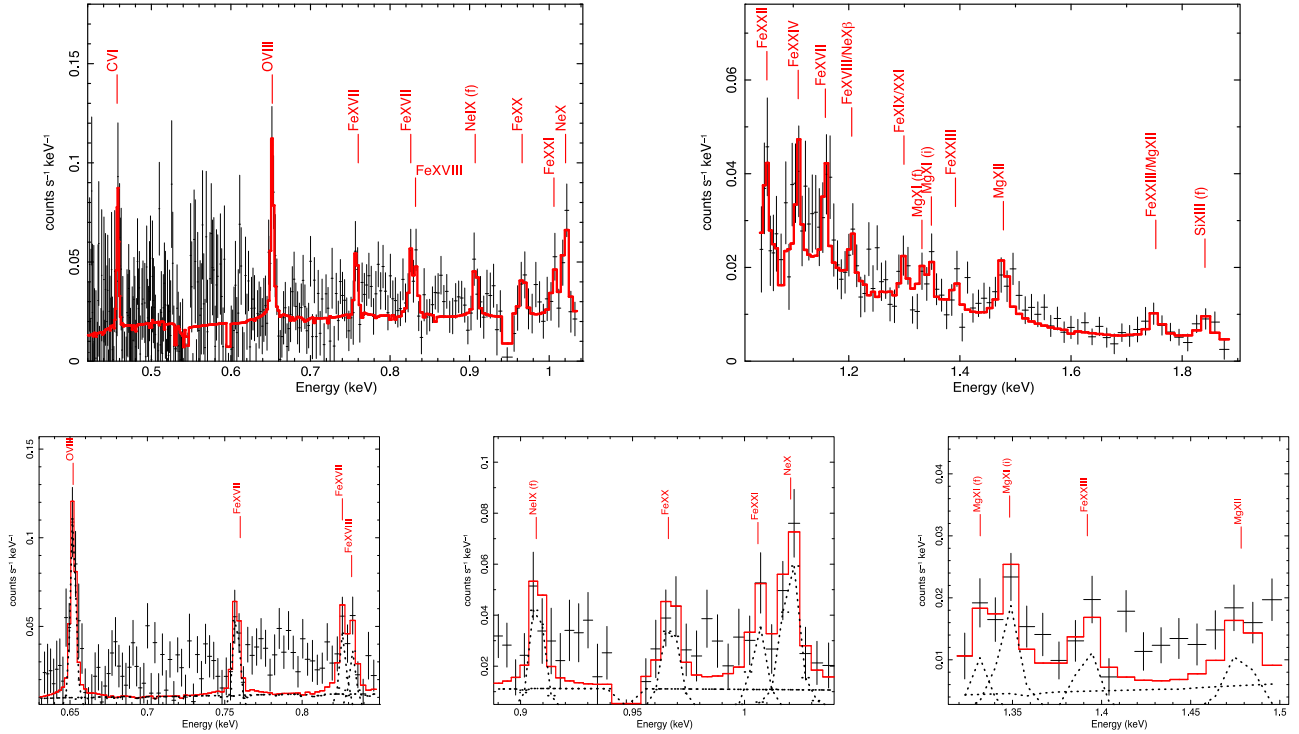 CVI
OVIII
FeXVII
FeXVII
FeXVIII
NeIX (f)
FeXX
FeXXI
NeX
counts s⁻¹ keV⁻¹
0
0.05
0.1
0.15
0.5
0.6
0.7
0.8
0.9
1
Energy (keV)
FeXXII
FeXXIV
FeXVII
FeXVIII/NeXβ
FeXIX/XXI
MgXI (f)
MgXI (i)
FeXXIII
MgXII
FeXXIII/MgXII
SiXIII (f)
counts s⁻¹ keV⁻¹
0
0.02
0.04
0.06
1.2
1.4
1.6
1.8
Energy (keV)
OVIII
FeXVII
FeXVII
FeXVIII
counts s⁻¹ keV⁻¹
0.05
0.1
0.15
0.65
0.7
0.75
0.8
Energy (keV)
NeIX (f)
FeXX
FeXXI
NeX
counts s⁻¹ keV⁻¹
0.02
0.04
0.06
0.08
0.1
0.9
0.95
1
Energy (keV)
MgXI (f)
MgXI (i)
FeXXIII
MgXII
counts s⁻¹ keV⁻¹
0.01
0.02
0.03
0.04
1.35
1.4
1.45
1.5
Energy (keV)